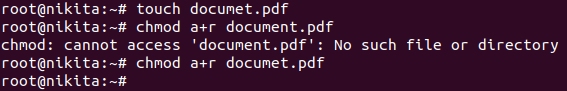 root@nikita:~# touch documet.pdf
root@nikita:~# chmod a+r document.pdf
chmod: cannot access 'document.pdf': No such file or directory
root@nikita:~# chmod a+r documet.pdf
root@nikita:~#